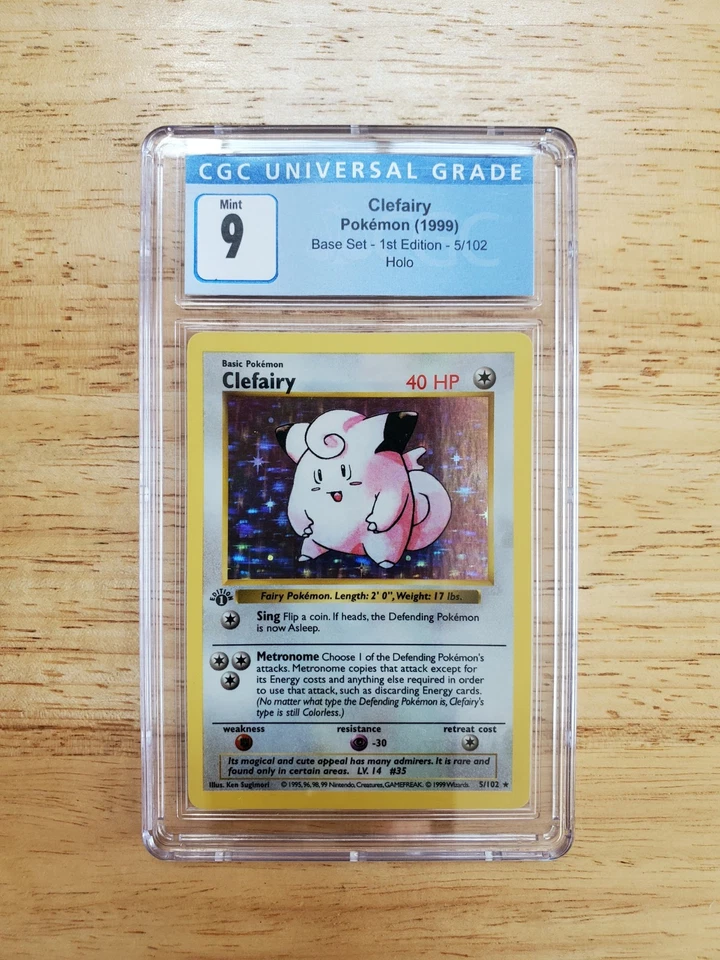 CGC UNIVERSAL GRADE
Mint
9
Clefairy
Pokémon (1999)
Base Set - 1st Edition - 5/102
Holo
Basic Pokémon
Clefairy 40 HP
EDITION
1
Fairy Pokémon. Length: 2' 0", Weight: 17 lbs.
Sing Flip a coin. If heads, the Defending Pokémon
is now Asleep.
Metronome Choose 1 of the Defending Pokémon's
attacks. Metronome copies that attack except for
its Energy costs and anything else required in order
to use that attack, such as discarding Energy cards.
(No matter what type the Defending Pokémon is, Clefairy's
type is still Colorless.)
weakness resistance retreat cost
-30
Its magical and cute appeal has many admirers. It is rare and
found only in certain areas. LV. 14 #35
Illus. Ken Sugimori © 1995, 96, 98, 99 Nintendo, Creatures, GAMEFREAK. © 1999 Wizards. 5/102 ★